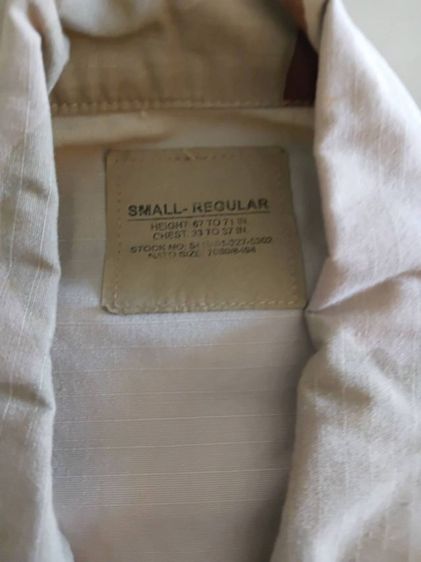 SMALL- REGULAR
HEIGHT: 67 TO 71 IN.
CHEST: 33 TO 37 IN.
STOCK NO:
NATO SIZE: